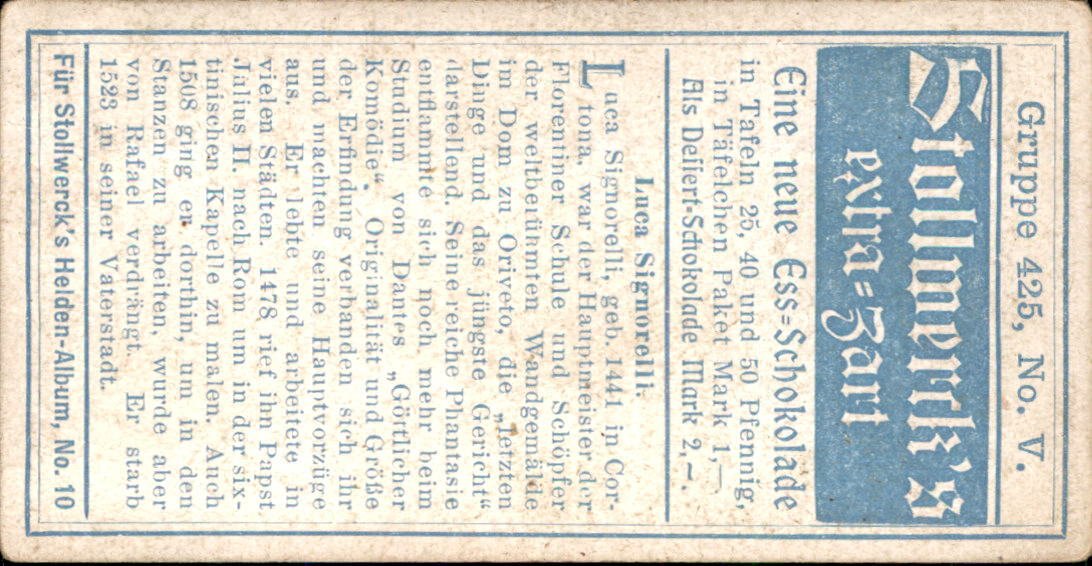 Gruppe 425, No. V.
Stollwerck's
extra=Zart
Eine neue Ess=Schokolade
in Tafeln 25, 40 und 50 Pfennig,
in Täfelchen Paket Mark 1,—
Als Dessert-Schokolade Mark 2,-.
Luca Signorelli.
Luca Signorelli, geb. 1441 in Cor-
tona, war der Hauptmeister der
Florentiner Schule und Schöpfer
der weltberühmten Wandgemälde
im Dom zu Oriveto, die „letzten
Dinge und das jüngste Gericht“
darstellend. Seine reiche Phantasie
entflammte sich noch mehr beim
Studium von Dantes „Göttlicher
Komödie“. Originalität und Größe
der Erfindung verbanden sich ihr
und machten seine Hauptvorzüge
aus. Er lebte und arbeitete in
vielen Städten. 1478 rief ihn Papst
Julius II. nach Rom um in der six-
tinischen Kapelle zu malen. Auch
1508 ging er dorthin, um in den
Stanzen zu arbeiten, wurde aber
von Rafael verdrängt. Er starb
1523 in seiner Vaterstadt.
Für Stollwerck's Helden-Album, No. 10